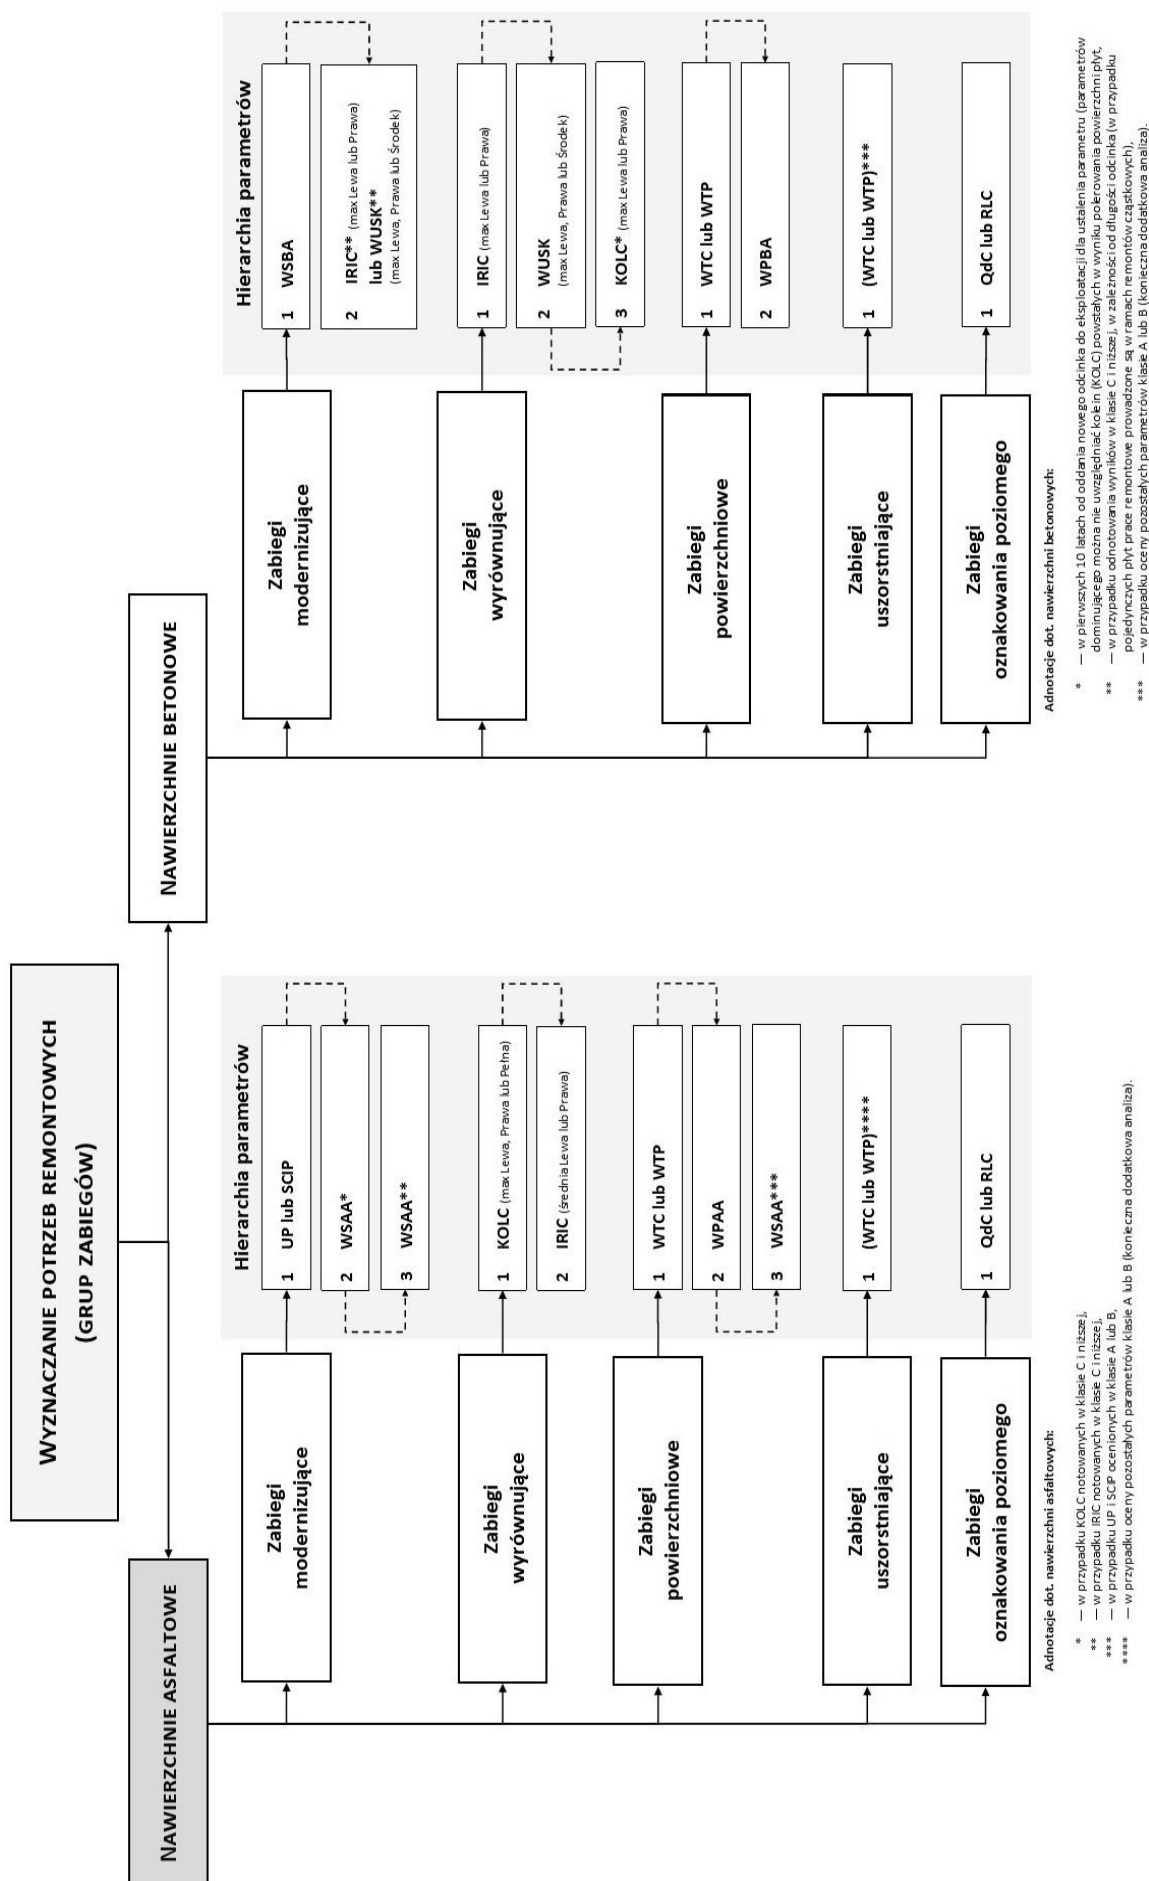 WYZNACZANIE POTRZEB REMONTOWYCH
(GRUP ZABIEGÓW)
NAWIERZCHNIE ASFALTOWE
Hierarchia parametrów
Zabiegi
modernizujące
1 UP lub SCIP
2 WSAA*
3 WSAA**
Zabiegi
wyrównujące
1 KOLC (max Lewa, Prawa lub Pełna)
2 IRIC (średnia Lewa lub Prawa)
Zabiegi
powierzchniowe
1 WTC lub WTP
2 WPAA
3 WSAA***
Zabiegi
uszorstniające
1 (WTC lub WTP)****
Zabiegi
oznakowania poziomego
1 QdC lub RLC
Adnotacje dot. nawierzchni asfaltowych:
* — w przypadku KOLC notowanych w klasie C i niższej,
** — w przypadku IRIC notowanych w klasie C i niższej,
*** — w przypadku UP i SCIP ocenionych w klasie A lub B,
**** — w przypadku oceny pozostałych parametrów klasie A lub B (konieczna dodatkowa analiza).
NAWIERZCHNIE BETONOWE
Hierarchia parametrów
Zabiegi
modernizujące
1 WSBA
2 IRIC** (max Lewa lub Prawa)
lub WUSK**
(max Lewa, Prawa lub Środek)
Zabiegi
wyrównujące
1 IRIC (max Lewa lub Prawa)
2 WUSK
(max Lewa, Prawa lub Środek)
3 KOLC* (max Lewa lub Prawa)
Zabiegi
powierzchniowe
1 WTC lub WTP
2 WPBA
Zabiegi
uszorstniające
1 (WTC lub WTP)***
Zabiegi
oznakowania poziomego
1 QdC lub RLC
Adnotacje dot. nawierzchni betonowych:
* — w pierwszych 10 latach od oddania nowego odcinka do eksploatacji dla ustalenia parametru (parametrów
dominującego można nie uwzględniać kolein (KOLC) powstałych w wyniku polerowania powierzchni płyt,
** — w przypadku odnotowania wyników w klasie C i niższej, w zależności od długości odcinka (w przypadku
pojedynczych płyt prace remontowe prowadzone są w ramach remontów cząstkowych),
*** — w przypadku oceny pozostałych parametrów klasie A lub B (konieczna dodatkowa analiza).